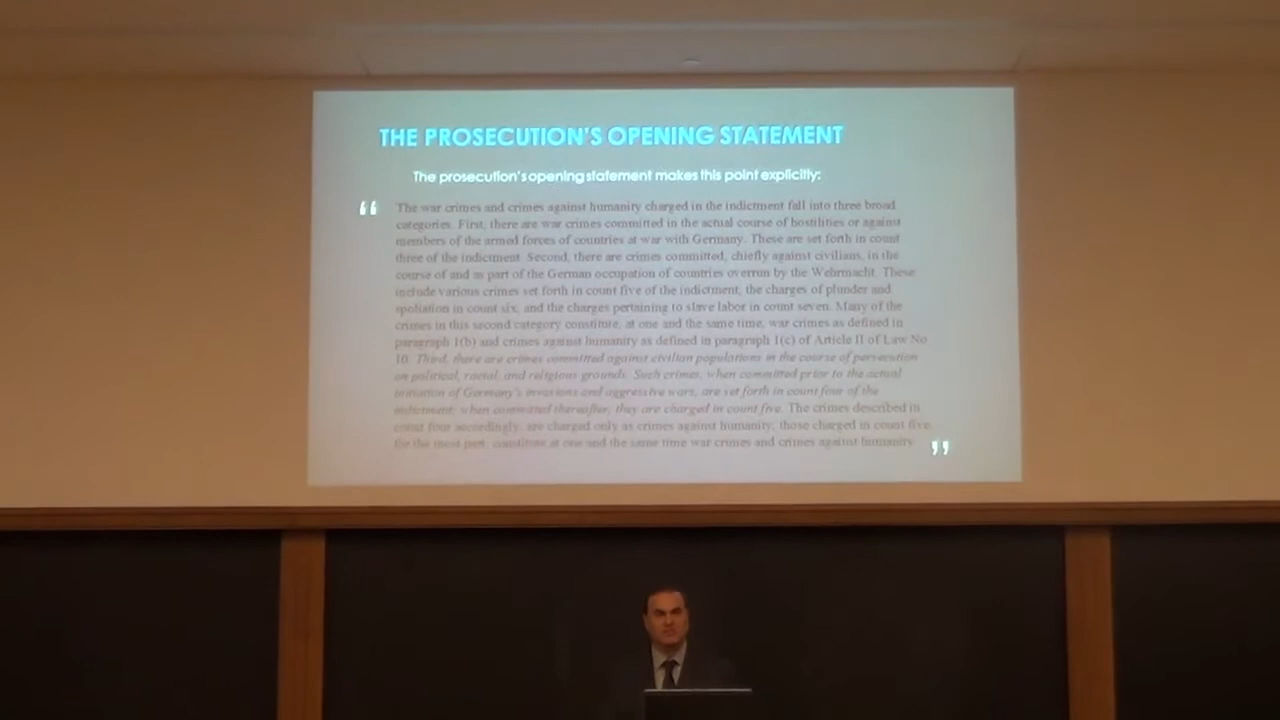 THE PROSECUTION'S OPENING STATEMENT
The prosecution's opening statement makes this point explicitly:
“ The war crimes and crimes against humanity charged in the indictment fall into three broad
categories. First, there are war crimes committed in the actual course of hostilities or against
members of the armed forces of countries at war with Germany. These are set forth in count
three of the indictment. Second, there are crimes committed, chiefly against civilians, in the
course of and as part of the German occupation of countries overrun by the Wehrmacht. These
include various crimes set forth in count five of the indictment, the charges of plunder and
spoliation in count six, and the charges pertaining to slave labor in count seven. Many of the
crimes in this second category constitute, at one and the same time, war crimes as defined in
paragraph 1(b) and crimes against humanity as defined in paragraph 1(c) of Article II of Law No
10. Third, there are crimes committed against civilian populations in the course of persecution
on political, racial, and religious grounds. Such crimes, when committed prior to the actual
initiation of Germany's invasions and aggressive wars, are set forth in count four of the
indictment; when committed thereafter, they are charged in count five. The crimes described in
count four accordingly, are charged only as crimes against humanity; those charged in count five
for the most part, constitute at one and the same time war crimes and crimes against humanity. ”